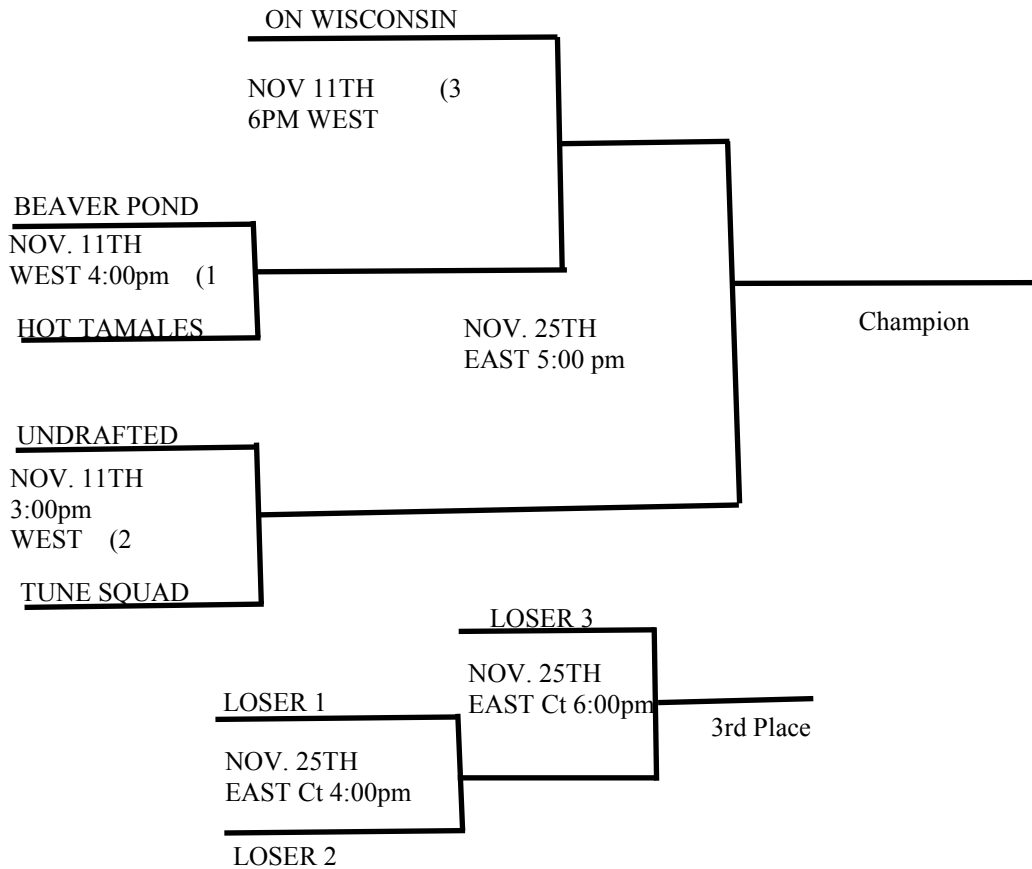 ON WISCONSIN
NOV 11TH (3
6PM WEST
BEAVER POND
NOV. 11TH
WEST 4:00pm (1
HOT TAMALES
NOV. 25TH
EAST 5:00 pm
Champion
UNDRAFTED
NOV. 11TH
3:00pm
WEST (2
TUNE SQUAD
LOSER 3
NOV. 25TH
EAST Ct 6:00pm
3rd Place
LOSER 1
NOV. 25TH
EAST Ct 4:00pm
LOSER 2